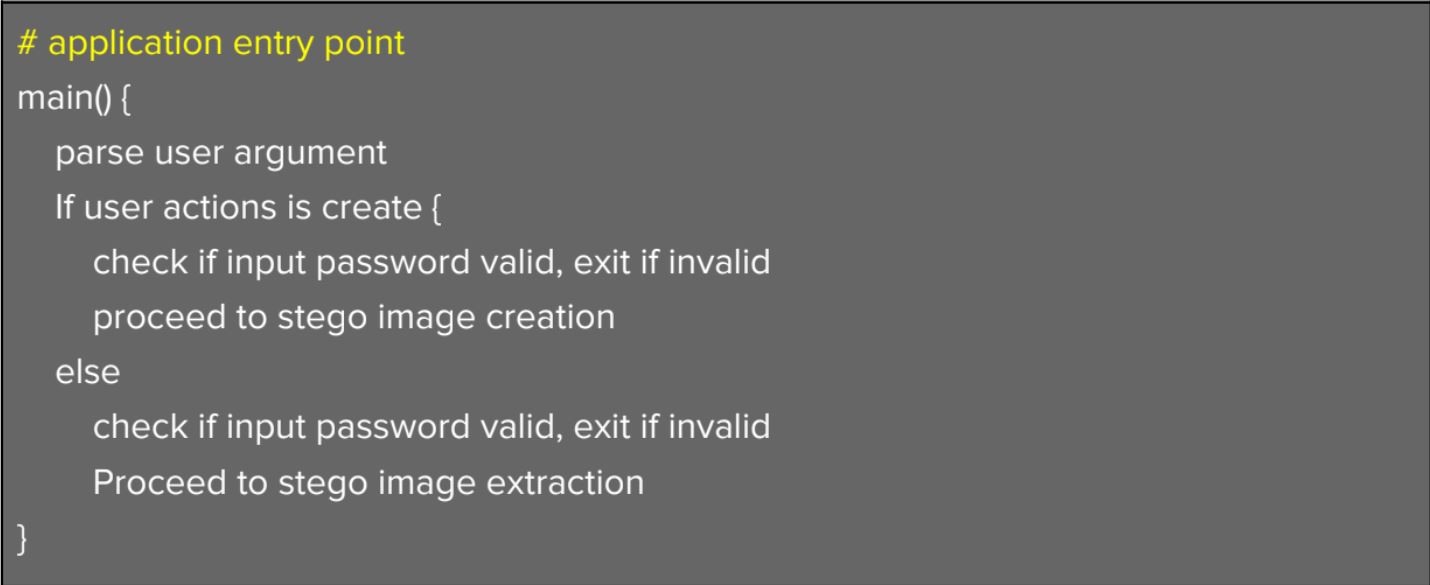 # application entry point
main() {
parse user argument
If user actions is create {
check if input password valid, exit if invalid
proceed to stego image creation
else
check if input password valid, exit if invalid
Proceed to stego image extraction
}